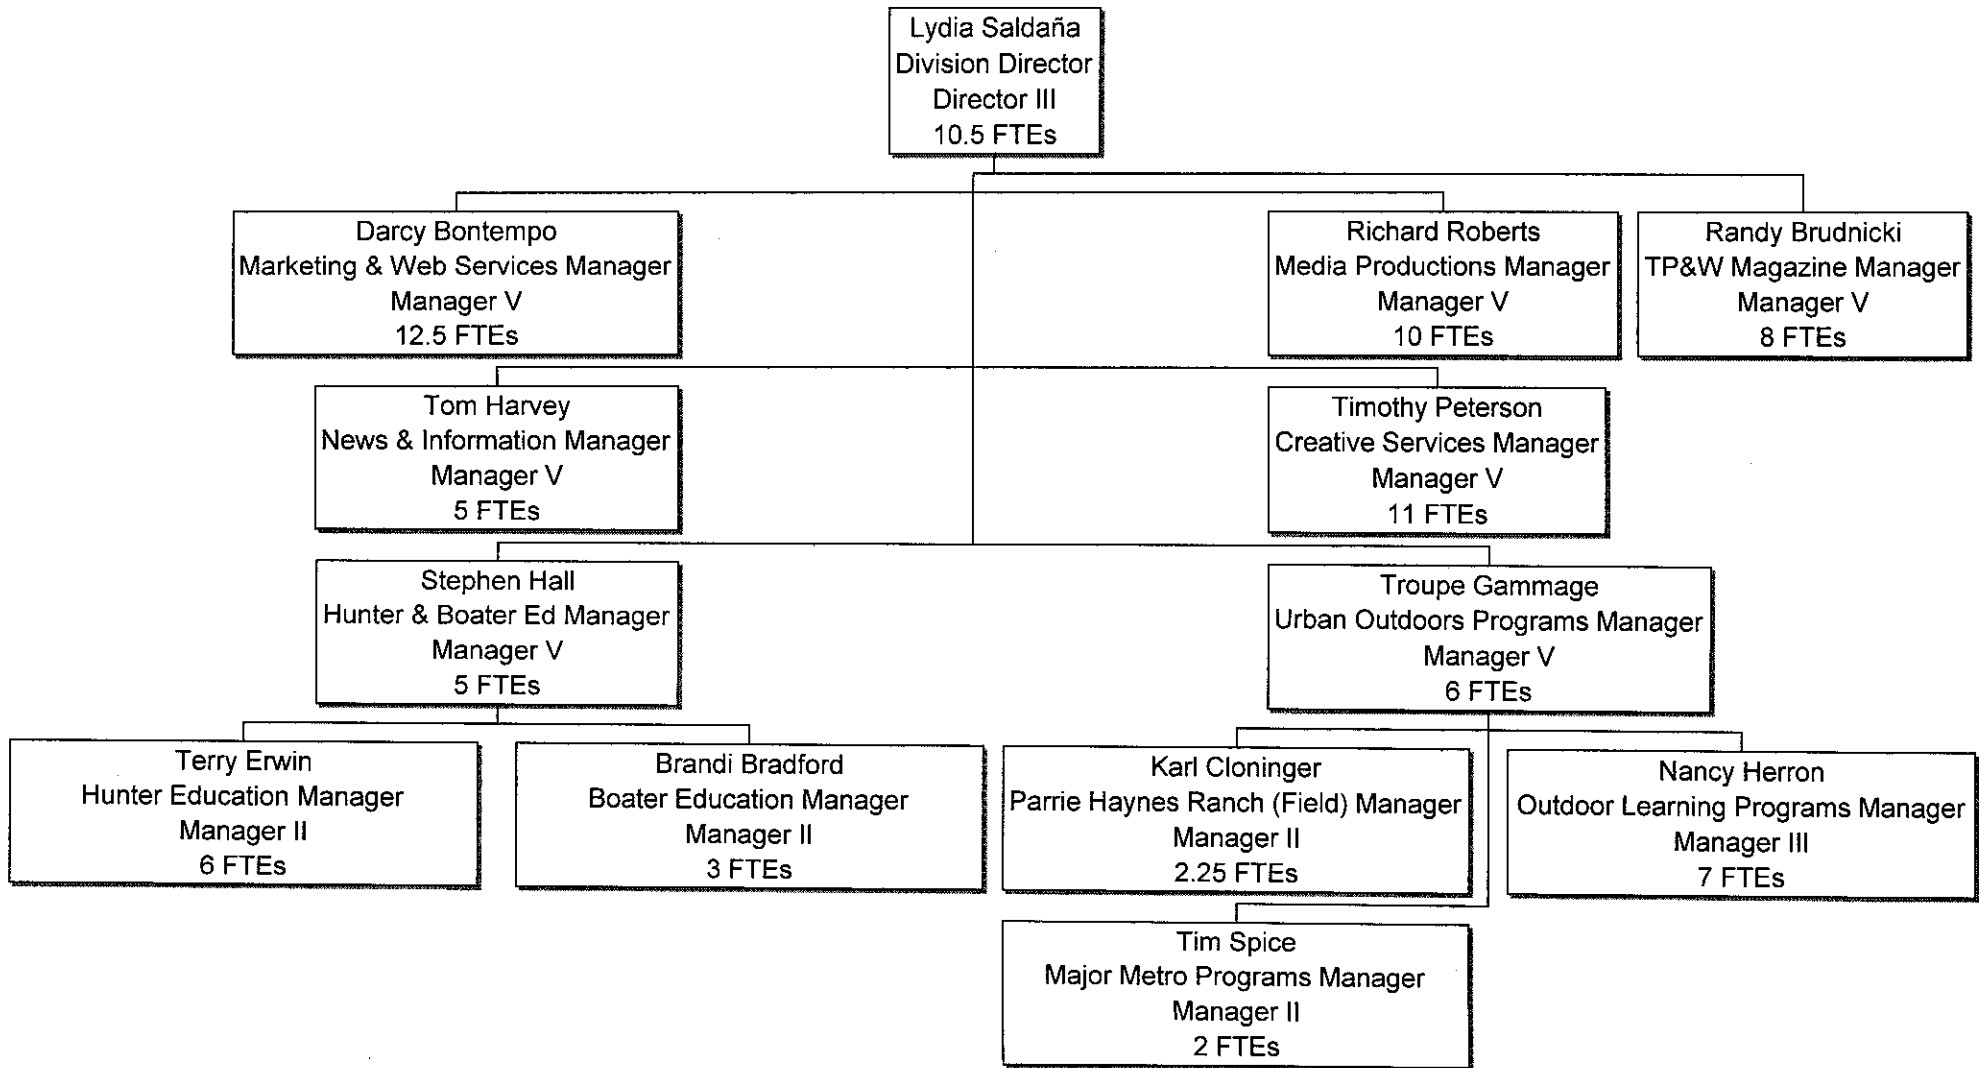 Lydia Saldaña
Division Director
Director III
10.5 FTEs
Darcy Bontempo
Marketing & Web Services Manager
Manager V
12.5 FTEs
Richard Roberts
Media Productions Manager
Manager V
10 FTEs
Randy Brudnicki
TP&W Magazine Manager
Manager V
8 FTEs
Tom Harvey
News & Information Manager
Manager V
5 FTEs
Timothy Peterson
Creative Services Manager
Manager V
11 FTEs
Stephen Hall
Hunter & Boater Ed Manager
Manager V
5 FTEs
Troupe Gammage
Urban Outdoors Programs Manager
Manager V
6 FTEs
Terry Erwin
Hunter Education Manager
Manager II
6 FTEs
Brandi Bradford
Boater Education Manager
Manager II
3 FTEs
Karl Cloninger
Parrie Haynes Ranch (Field) Manager
Manager II
2.25 FTEs
Nancy Herron
Outdoor Learning Programs Manager
Manager III
7 FTEs
Tim Spice
Major Metro Programs Manager
Manager II
2 FTEs